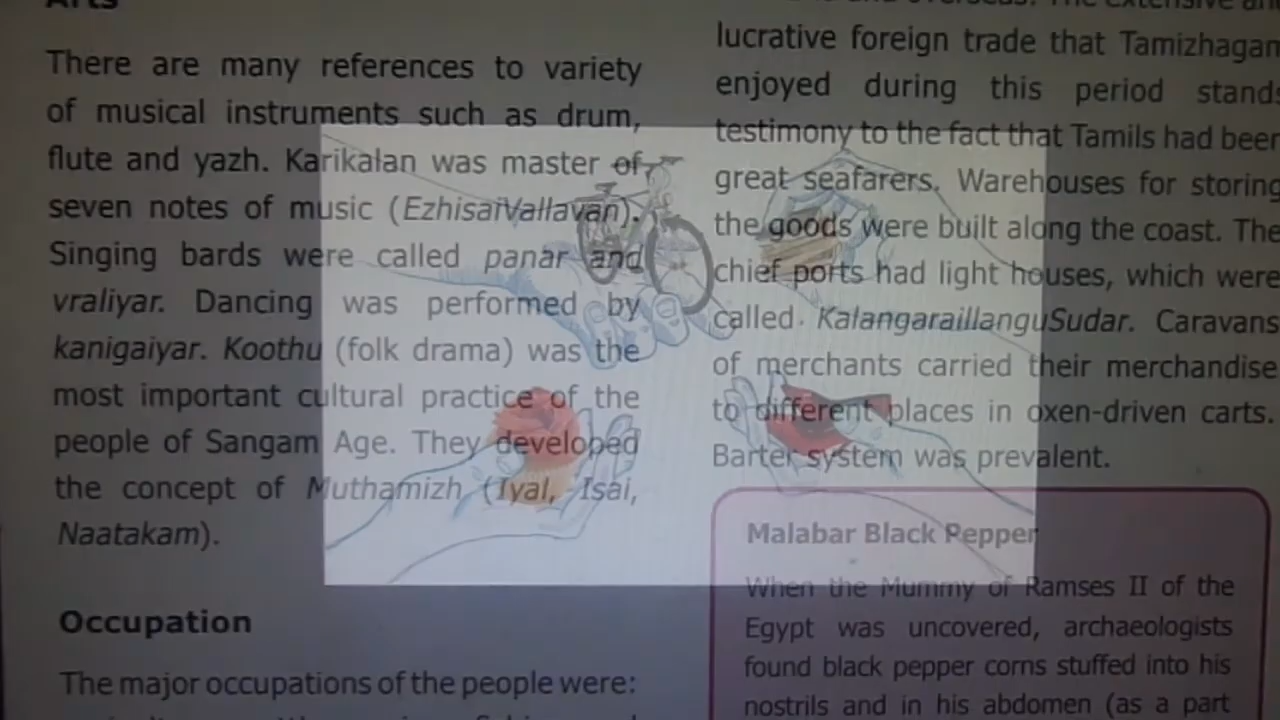 Arts
There are many references to variety
of musical instruments such as drum,
flute and yazh. Karikalan was master of
seven notes of music (EzhisaiVallavan).
Singing bards were called panar and
vraliyar. Dancing was performed by
kanigaiyar. Koothu (folk drama) was the
most important cultural practice of the
people of Sangam Age. They developed
the concept of Muthamizh (Iyal, Isai,
Naatakam).
Occupation
The major occupations of the people were:
and overseas. The extensive and
lucrative foreign trade that Tamizhagam
enjoyed during this period stands
testimony to the fact that Tamils had been
great seafarers. Warehouses for storing
the goods were built along the coast. The
chief ports had light houses, which were
called KalangaraillanguSudar. Caravans
of merchants carried their merchandise
to different places in oxen-driven carts.
Barter system was prevalent.
Malabar Black Pepper
When the Mummy of Ramses II of the
Egypt was uncovered, archaeologists
found black pepper corns stuffed into his
nostrils and in his abdomen (as a part